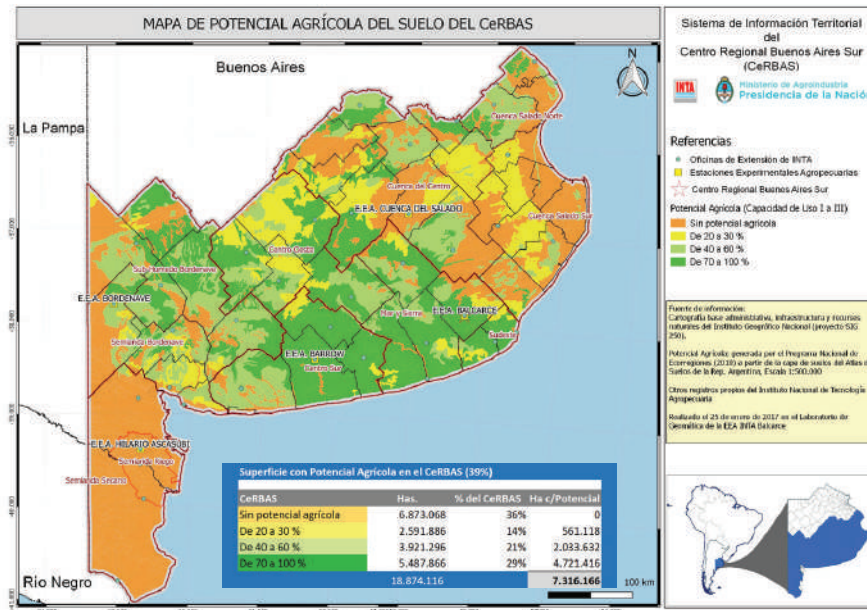 MAPA DE POTENCIAL AGRÍCOLA DEL SUELO DEL CeRBAS
Buenos Aires
N
La Pampa
Cuenca Salado Norte
Cuenca del Centro
E.E.A. CUENCA DEL SALADO
Cuenca Salado Sur
Centro Oeste
Sub Humedo Bordenave
E.E.A. BORDENAVE
Mar y Sierra
E.E.A. BALCARCE
Semiarida Bordenave
Sudeste
E.E.A. BARROW
Centro Sur
E.E.A. HILARIO ASCASUBI
Semiarido Riego
Semiarido Secano
Río Negro
Superficie con Potencial Agrícola en el CeRBAS (39%)
CeRBAS Has. % del CeRBAS Ha c/Potencial
Sin potencial agrícola 6.873.068 36% 0
De 20 a 30 % 2.591.886 14% 561.118
De 40 a 60 % 3.921.296 21% 2.033.632
De 70 a 100 % 5.487.866 29% 4.721.416
18.874.116 7.316.166
100 km
Sistema de Información Territorial
del
Centro Regional Buenos Aires Sur
(CeRBAS)
INTA
Ministerio de Agroindustria
Presidencia de la Nació
Referencias
Oficinas de Extensión de INTA
Estaciones Experimentales Agropecuarias
Centro Regional Buenos Aires Sur
Potencial Agrícola (Capacidad de Uso I a III)
Sin potencial agrícola
De 20 a 30 %
De 40 a 60 %
De 70 a 100 %
Fuente de información:
Cartografía base administrativa, infraestructura y recursos
naturales del Instituto Geográfico Nacional (proyecto SIG
250).
Potencial Agrícola: generada por el Programa Nacional de
Ecorregiones (2010) a partir de la capa de suelos del Atlas d
Suelos de la Rep. Argentina, Escala 1:500.000
Otros registros propios del Instituto Nacional de Tecnología
Agropecuaria
Realizado el 25 de enero de 2017 en el Laboratorio de
Geomática de la EEA INTA Balcarce